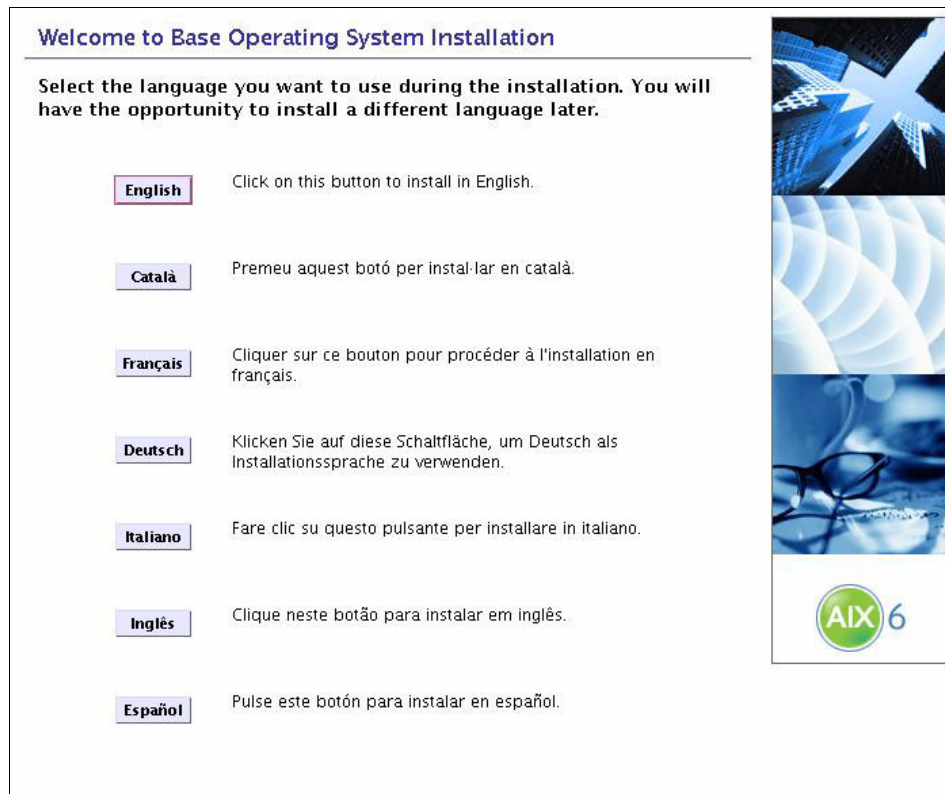 Welcome to Base Operating System Installation
Select the language you want to use during the installation. You will
have the opportunity to install a different language later.
English
Click on this button to install in English.
Català
Premeu aquest botó per instal·lar en català.
Français
Cliquer sur ce bouton pour procéder à l'installation en
français.
Deutsch
Klicken Sie auf diese Schaltfläche, um Deutsch als
Installationssprache zu verwenden.
Italiano
Fare clic su questo pulsante per installare in italiano.
Inglês
Clique neste botão para instalar em inglês.
Español
Pulse este botón para instalar en español.
AIX 6